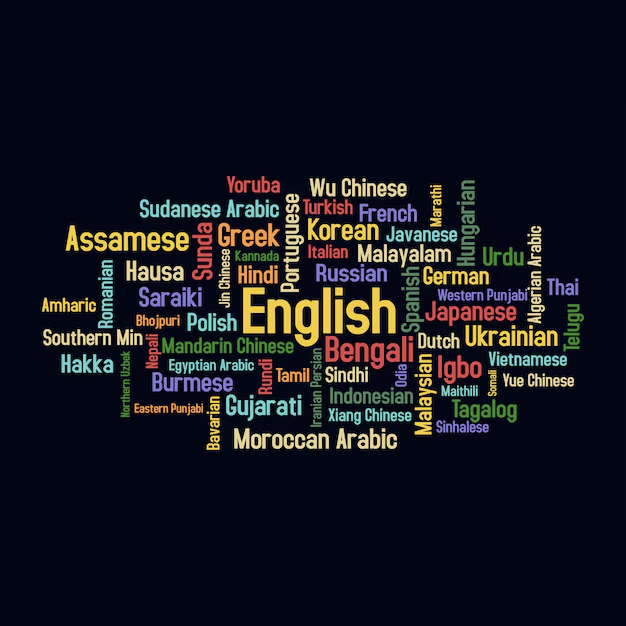 Yoruba
Wu Chinese
Marathi
Hungarian
Sudanese Arabic
Portuguese
Turkish
French
Assamese
Sunda
Greek
Korean
Javanese
Algerian Arabic
Kannada
Italian
Malayalam
Urdu
Romanian
Hausa
Jin Chinese
Hindi
Russian
Spanish
German
Thai
Amharic
Saraiki
English
Western Punjabi
Telugu
Bhojpuri
Polish
Japanese
Southern Min
Nepali
Mandarin Chinese
Bengali
Dutch
Ukrainian
Hakka
Northern Uzbek
Egyptian Arabic
Rundi
Iranian Persian
Odia
Malaysian
Igbo
Vietnamese
Burmese
Tamil
Sindhi
Somali
Yue Chinese
Eastern Punjabi
Bavarian
Gujarati
Indonesian
Maithili
Xiang Chinese
Tagalog
Moroccan Arabic
Sinhalese